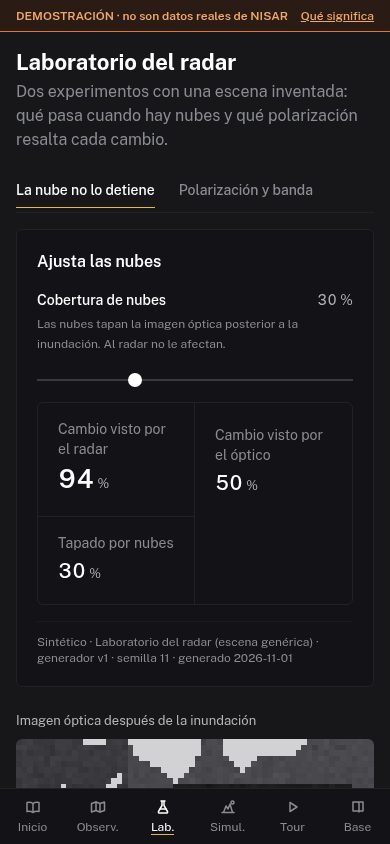 DEMOSTRACIÓN · no son datos reales de NISAR Qué significa
Laboratorio del radar
Dos experimentos con una escena inventada:
qué pasa cuando hay nubes y qué polarización
resalta cada cambio.
La nube no lo detiene Polarización y banda
Ajusta las nubes
Cobertura de nubes 30 %
Las nubes tapan la imagen óptica posterior a la
inundación. Al radar no le afectan.
Cambio visto por
el radar
94 %
Cambio visto por
el óptico
50 %
Tapado por nubes
30 %
Sintético · Laboratorio del radar (escena genérica) ·
generador v1 · semilla 11 · generado 2026-11-01
Imagen óptica después de la inundación
Inicio Observ. Lab. Simul. Tour Base